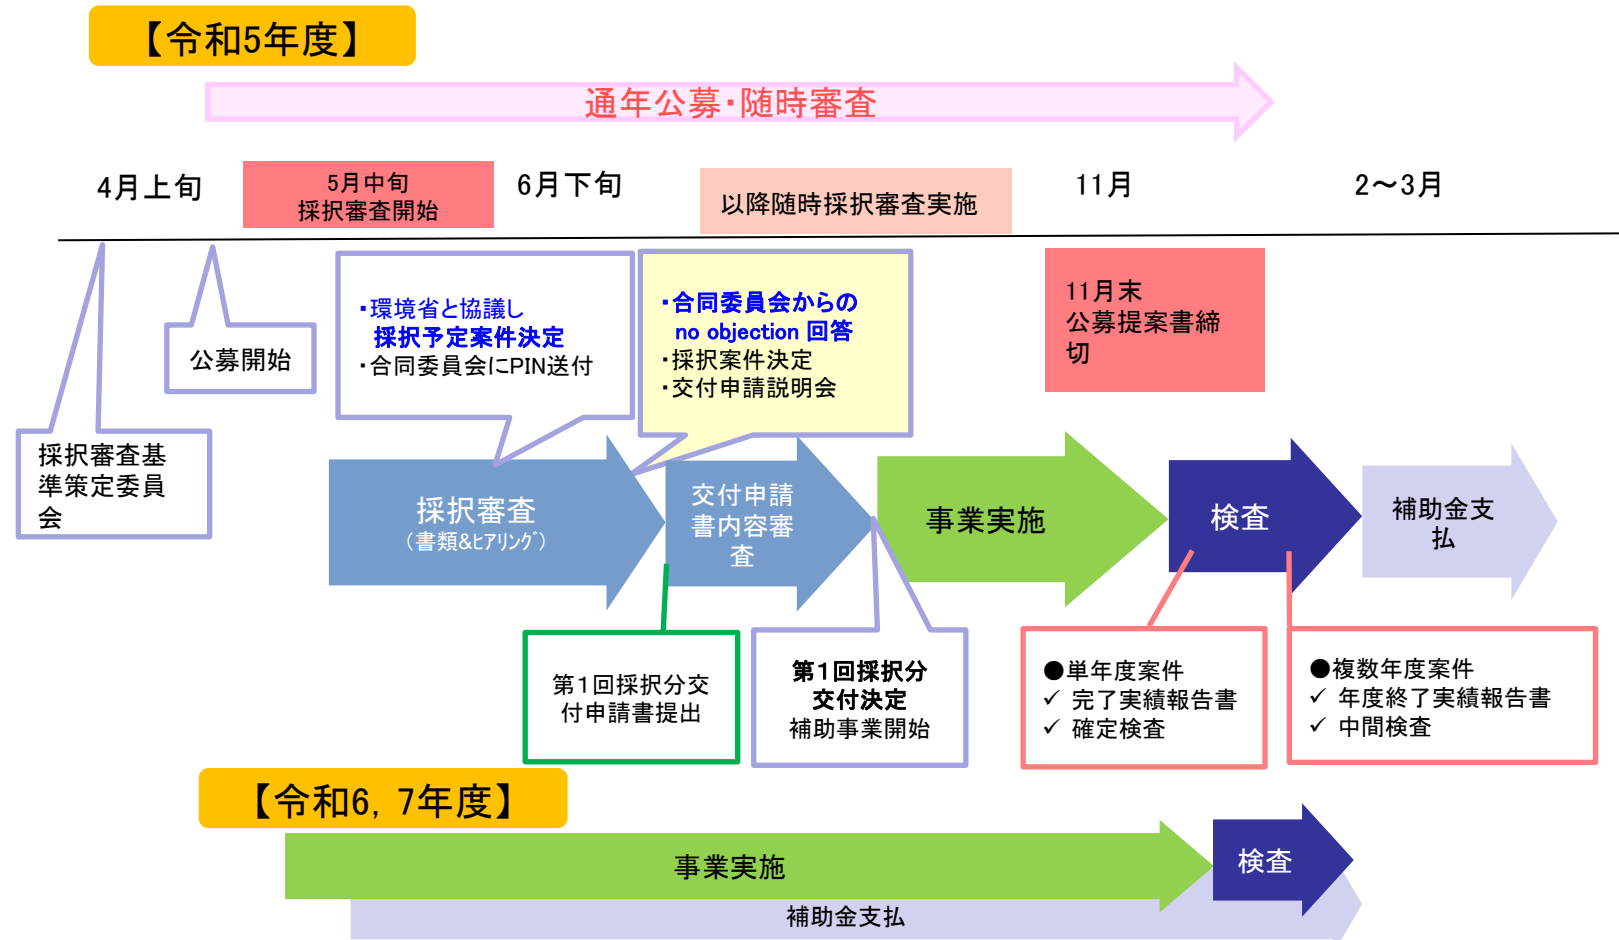 【令和5年度】
通年公募・随時審査
4月上旬
5月中旬
採択審査開始
6月下旬
以降随時採択審査実施
11月
2～3月
・環境省と協議し
採択予定案件決定
・合同委員会にPIN送付
・合同委員会からの
no objection 回答
・採択案件決定
・交付申請説明会
11月末
公募提案書締
切
公募開始
採択審査基
準策定委員
会
採択審査
（書類&ﾋｱﾘﾝｸﾞ）
交付申請
書内容審
査
事業実施
検査
補助金支
払
第1回採択分交
付申請書提出
第1回採択分
交付決定
補助事業開始
●単年度案件
✓ 完了実績報告書
✓ 確定検査
●複数年度案件
✓ 年度終了実績報告書
✓ 中間検査
【令和6，7年度】
事業実施
検査
補助金支払